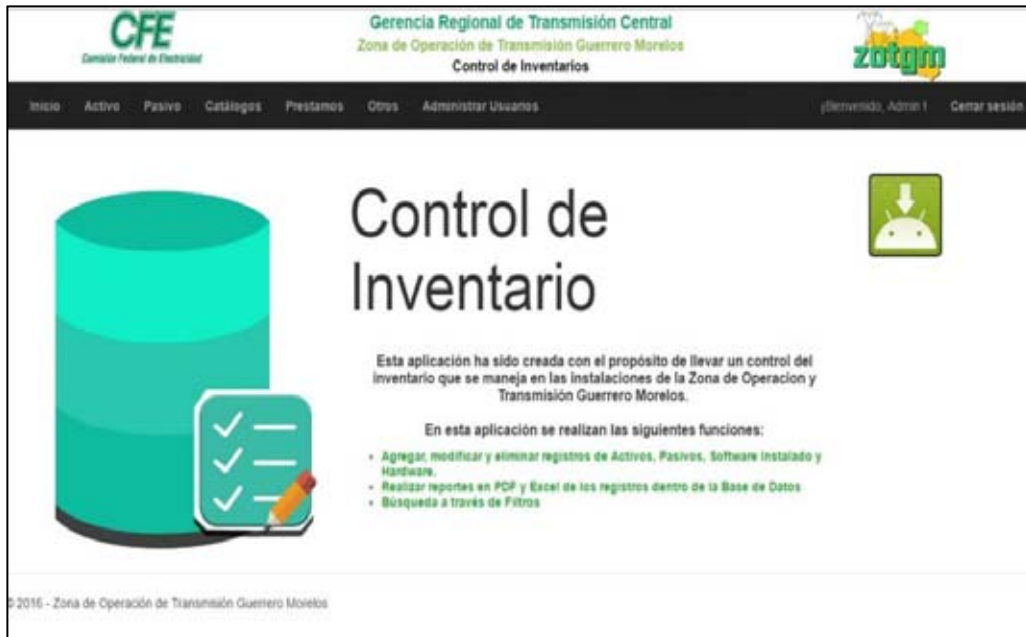 CFE
Comisión Federal de Electricidad
Gerencia Regional de Transmisión Central
Zona de Operación de Transmisión Guerrero Morelos
Control de Inventarios
zotgm
Inicio Activo Pasivo Catálogos Prestamos Otros Administrar Usuarios ¡Bienvenido, Admin ! Cerrar sesión
Control de
Inventario
Esta aplicación ha sido creada con el propósito de llevar un control del
inventario que se maneja en las instalaciones de la Zona de Operacion y
Transmisión Guerrero Morelos.
En esta aplicación se realizan las siguientes funciones:
Agregar, modificar y eliminar registros de Activos, Pasivos, Software Instalado y
Hardware.
Realizar reportes en PDF y Excel de los registros dentro de la Base de Datos
Búsqueda a través de Filtros
© 2016 - Zona de Operación de Transmisión Guerrero Morelos